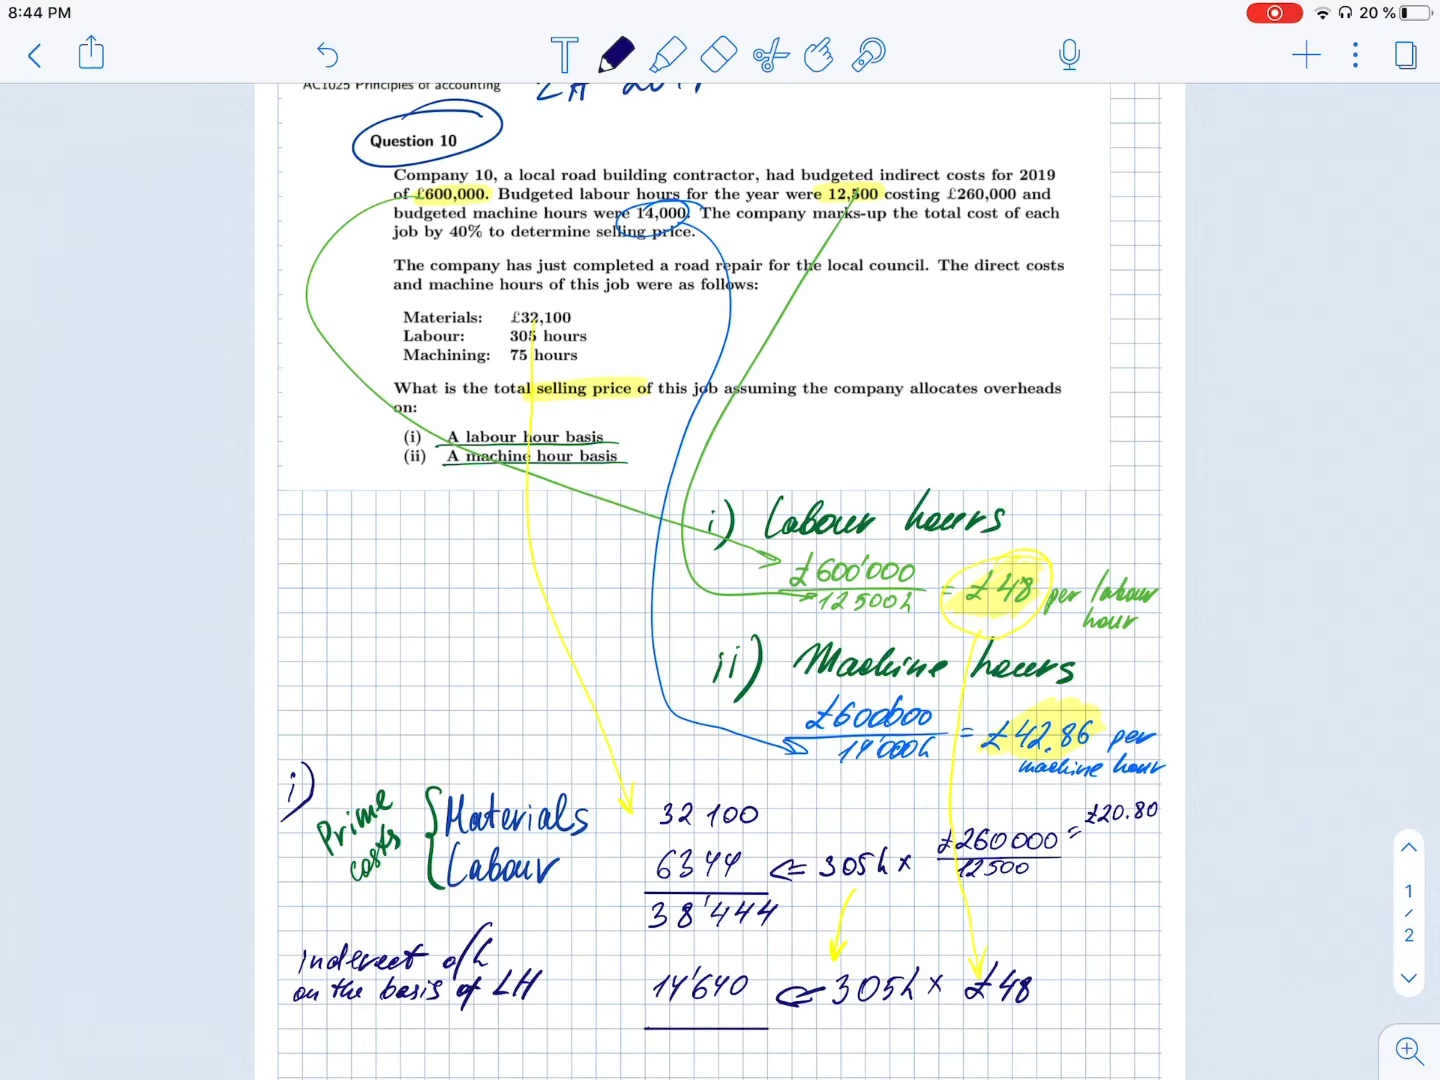 8:44 PM
20 %
AC1025 Principles of accounting
Question 10
Company 10, a local road building contractor, had budgeted indirect costs for 2019
of £600,000. Budgeted labour hours for the year were 12,500 costing £260,000 and
budgeted machine hours were 14,000. The company marks-up the total cost of each
job by 40% to determine selling price.
The company has just completed a road repair for the local council. The direct costs
and machine hours of this job were as follows:
Materials: £32,100
Labour: 305 hours
Machining: 75 hours
What is the total selling price of this job assuming the company allocates overheads
on:
(i) A labour hour basis
(ii) A machine hour basis
i) Labour hours
£600'000
12500h
= £48 per labour
hour
ii) Machine hours
£600000
14'000h
= £42.86 per
machine hour
i)
Prime
costs
{ Materials 32 100
Labour 6344 ⇐ 305h × £260000 = £20.80
12500
38'444
inderect o/h
on the basis of LH 14'640 ⇐ 305h × £48
1
2